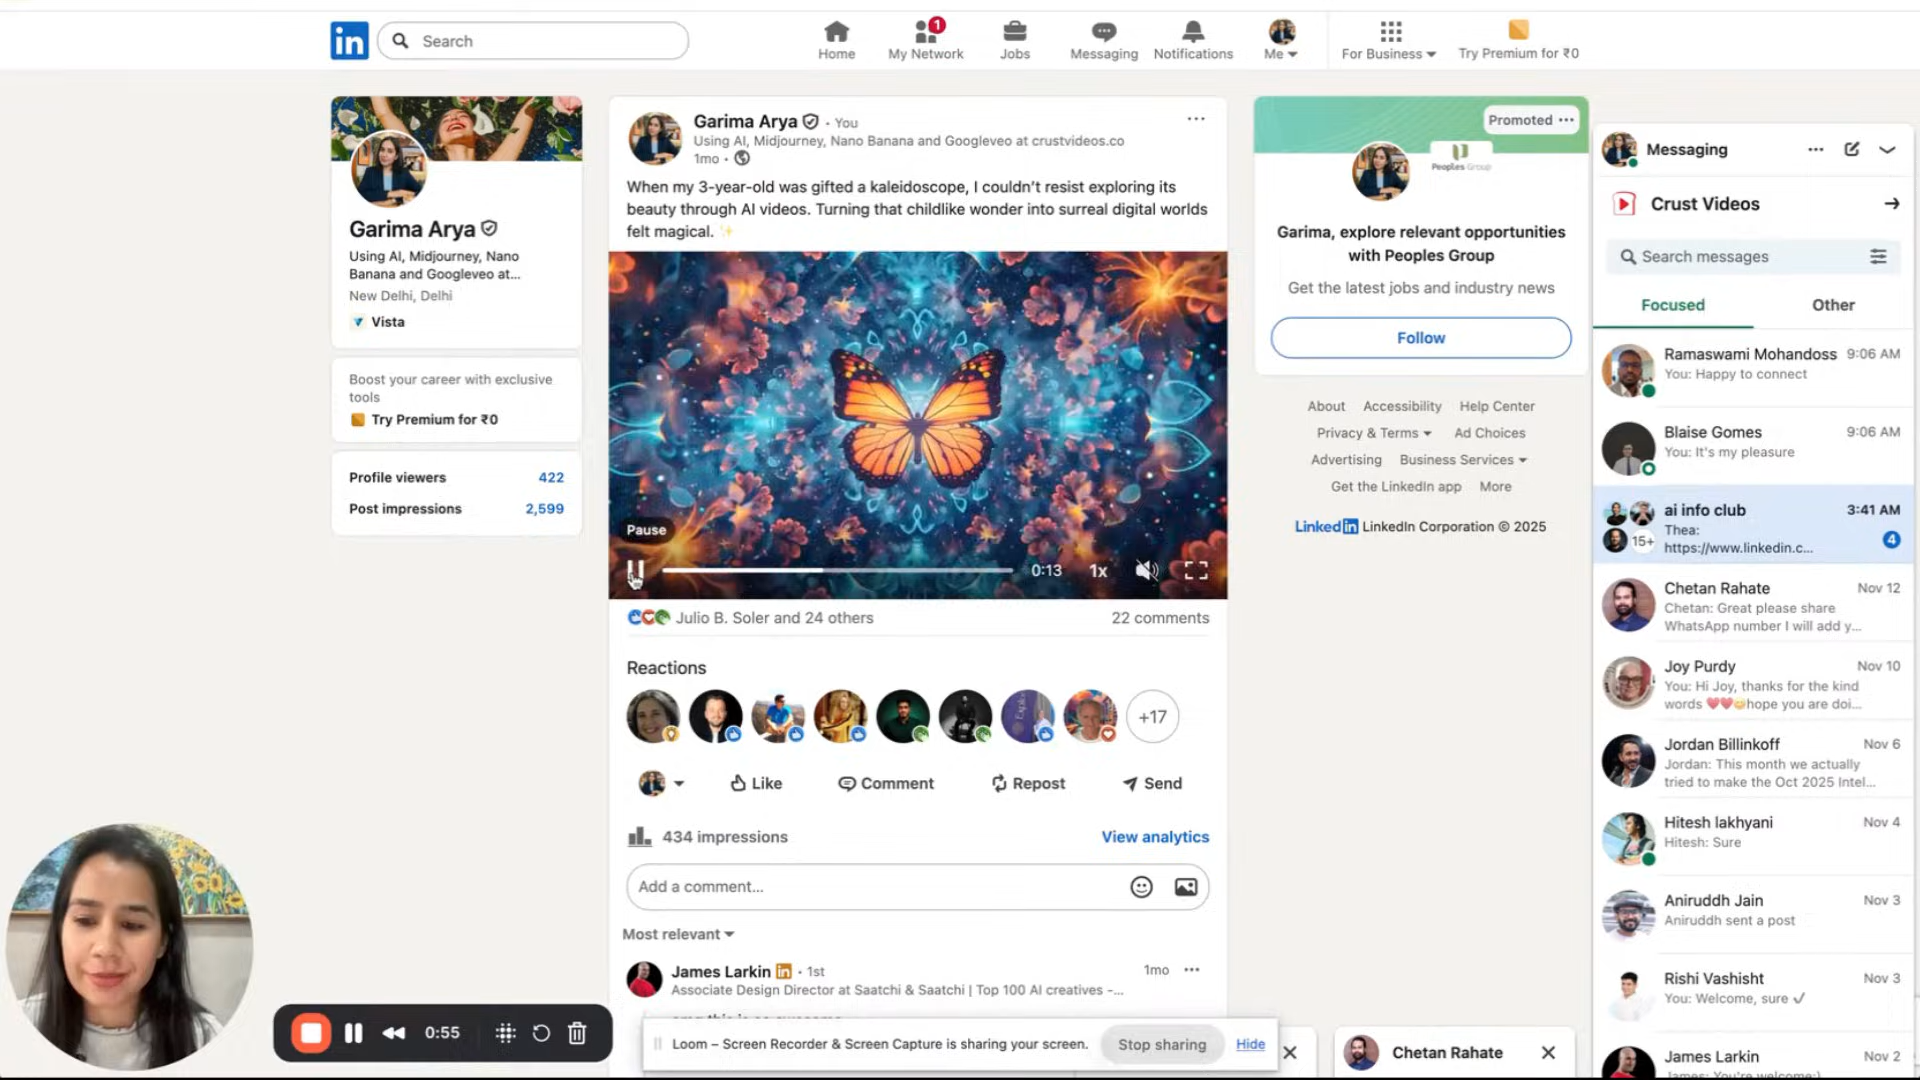 in
Search
Home
1
My Network
Jobs
Messaging
Notifications
Me
For Business
Try Premium for ₹0
Garima Arya
Using AI, Midjourney, Nano
Banana and Googleveo at...
New Delhi, Delhi
Vista
Boost your career with exclusive
tools
Try Premium for ₹0
Profile viewers 422
Post impressions 2,599
Garima Arya • You
Using AI, Midjourney, Nano Banana and Googleveo at crustvideos.co
1mo •
When my 3-year-old was gifted a kaleidoscope, I couldn't resist exploring its
beauty through AI videos. Turning that childlike wonder into surreal digital worlds
felt magical. ✨
Pause
0:13 1x
Julio B. Soler and 24 others 22 comments
Reactions
+17
Like Comment Repost Send
434 impressions View analytics
Add a comment...
Most relevant
James Larkin in • 1st 1mo
Associate Design Director at Saatchi & Saatchi | Top 100 AI creatives -...
Promoted
Peoples Group
Garima, explore relevant opportunities
with Peoples Group
Get the latest jobs and industry news
Follow
About Accessibility Help Center
Privacy & Terms Ad Choices
Advertising Business Services
Get the LinkedIn app More
Linkedin LinkedIn Corporation © 2025
Messaging
Crust Videos
Search messages
Focused Other
Ramaswami Mohandoss 9:06 AM
You: Happy to connect
Blaise Gomes 9:06 AM
You: It's my pleasure
ai info club 3:41 AM
Thea:
15+ https://www.linkedin.c... 4
Chetan Rahate Nov 12
Chetan: Great please share
WhatsApp number I will add y...
Joy Purdy Nov 10
You: Hi Joy, thanks for the kind
words ❤️❤️🤝hope you are doi...
Jordan Billinkoff Nov 6
Jordan: This month we actually
tried to make the Oct 2025 Intel...
Hitesh lakhyani Nov 4
Hitesh: Sure
Aniruddh Jain Nov 3
Aniruddh sent a post
Rishi Vashisht Nov 3
You: Welcome, sure ✓
James Larkin Nov 2
James: You're welcome:)
0:55
Loom – Screen Recorder & Screen Capture is sharing your screen. Stop sharing Hide
Chetan Rahate